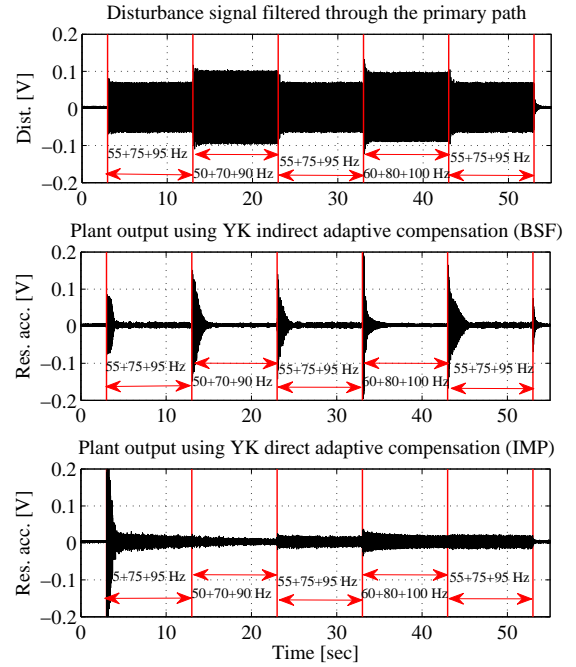 Disturbance signal filtered through the primary path
Dist. [V]
0.2
0.1
0
−0.1
−0.2
55+75+95 Hz
50+70+90 Hz
55+75+95 Hz
60+80+100 Hz
55+75+95 Hz
0 10 20 30 40 50
Plant output using YK indirect adaptive compensation (BSF)
Res. acc. [V]
0.2
0.1
0
−0.1
−0.2
55+75+95 Hz
50+70+90 Hz
55+75+95 Hz
60+80+100 Hz
55+75+95 Hz
0 10 20 30 40 50
Plant output using YK direct adaptive compensation (IMP)
Res. acc. [V]
0.2
0.1
0
−0.1
−0.2
5+75+95 Hz
50+70+90 Hz
55+75+95 Hz
60+80+100 Hz
55+75+95 Hz
0 10 20 30 40 50
Time [sec]